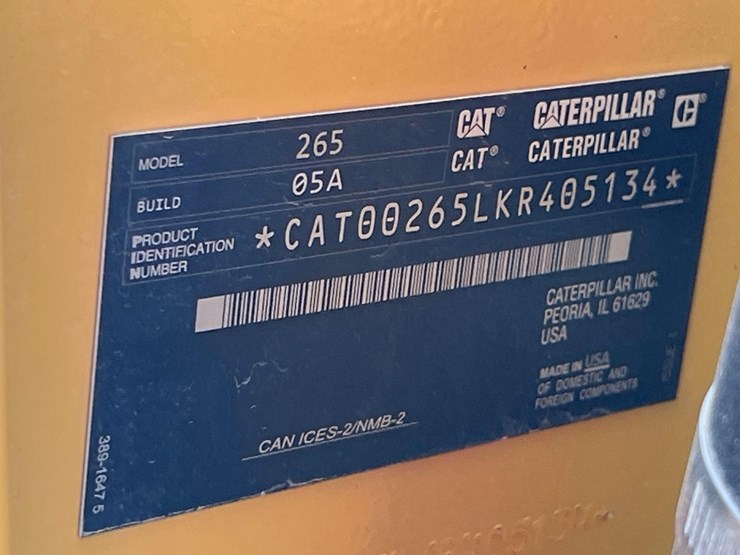 MODEL 265
CAT® CATERPILLAR®
BUILD 05A
CAT® CATERPILLAR®
PRODUCT
IDENTIFICATION
NUMBER
*CAT00265LKR405134*
CATERPILLAR INC.
PEORIA, IL 61629
USA
MADE IN USA
OF DOMESTIC AND
FOREIGN COMPONENTS
CAN ICES-2/NMB-2
389-1647 5